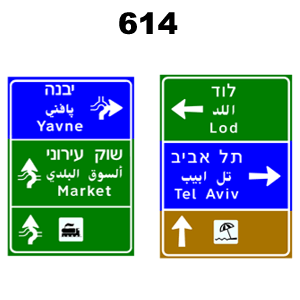 614
יבנה
يافني
Yavne
שוק עירוני
ألسوق البلدي
Market
לוד
اللد
Lod
תל אביב
تل ابيب
Tel Aviv